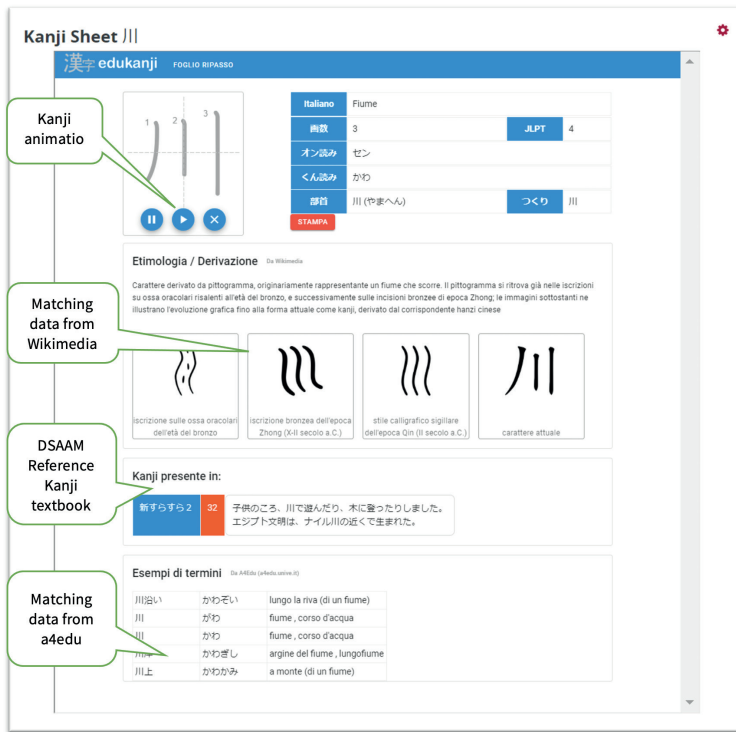 Kanji Sheet 川
漢字 edukanji FOGLIO RIPASSO
Kanji
animatio
1 2 3
Italiano Fiume
画数 3 JLPT 4
オン読み セン
くん読み かわ
部首 川 (やまへん) つくり 川
STAMPA
Etimologia / Derivazione Da Wikimedia
Carattere derivato da pittogramma, originariamente rappresentante un fiume che scorre. Il pittogramma si ritrova già nelle iscrizioni
su ossa oracolari risalenti all'età del bronzo, e successivamente sulle incisioni bronzee di epoca Zhong; le immagini sottostanti ne
illustrano l'evoluzione grafica fino alla forma attuale come kanji, derivato dal corrispondente hanzi cinese
Matching
data from
Wikimedia
川
iscrizione sulle ossa oracolari
dell'età del bronzo
iscrizione bronzea dell'epoca
Zhong (X-II secolo a.C.)
stile calligrafico sigillare
dell'epoca Qin (II secolo a.C.)
carattere attuale
DSAAM
Reference
Kanji
textbook
Kanji presente in:
新すらすら2 32 子供のころ、川で遊んだり、木に登ったりしました。
エジプト文明は、ナイル川の近くで生まれた。
Esempi di termini Da A4Edu (a4edu.unive.it)
Matching
data from
a4edu
川沿い かわぞい lungo la riva (di un fiume)
川 がわ fiume , corso d'acqua
川 かわ fiume , corso d'acqua
かわぎし argine del fiume , lungofiume
川上 かわかみ a monte (di un fiume)